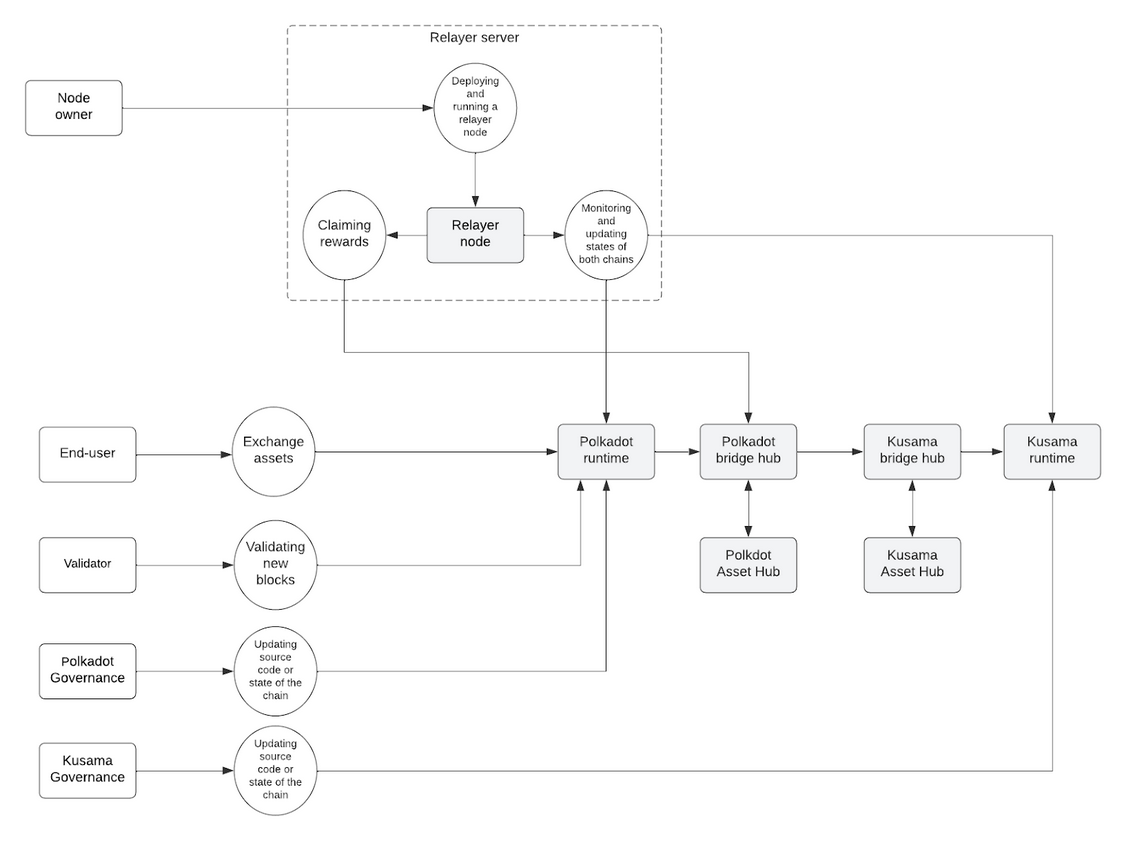 Relayer server
Deploying
and
running a
relayer
node
Node
owner
Claiming
rewards
Relayer
node
Monitoring
and
updating
states of
both chains
End-user
Exchange
assets
Polkadot
runtime
Polkadot
bridge hub
Kusama
bridge hub
Kusama
runtime
Validator
Validating
new
blocks
Polkdot
Asset Hub
Kusama
Asset Hub
Polkadot
Governance
Updating
source
code or
state of the
chain
Kusama
Governance
Updating
source
code or
state of the
chain